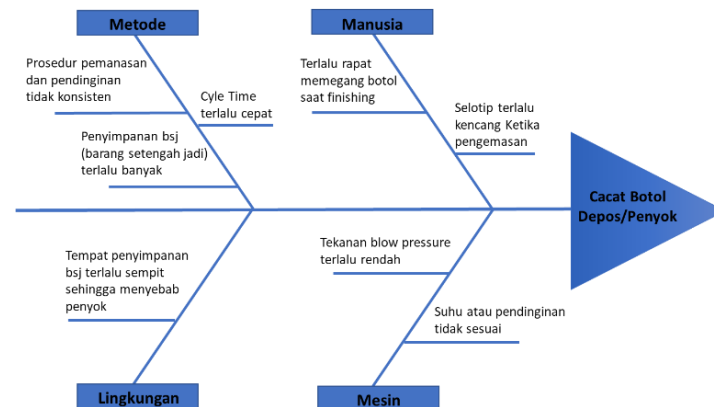 Metode
Manusia
Prosedur pemanasan
dan pendinginan
tidak konsisten
Cyle Time
terlalu cepat
Penyimpanan bsj
(barang setengah jadi)
terlalu banyak
Terlalu rapat
memegang botol
saat finishing
Selotip terlalu
kencang Ketika
pengemasan
Cacat Botol
Depos/Penyok
Tempat penyimpanan
bsj terlalu sempit
sehingga menyebab
penyok
Tekanan blow pressure
terlalu rendah
Suhu atau pendinginan
tidak sesuai
Lingkungan
Mesin